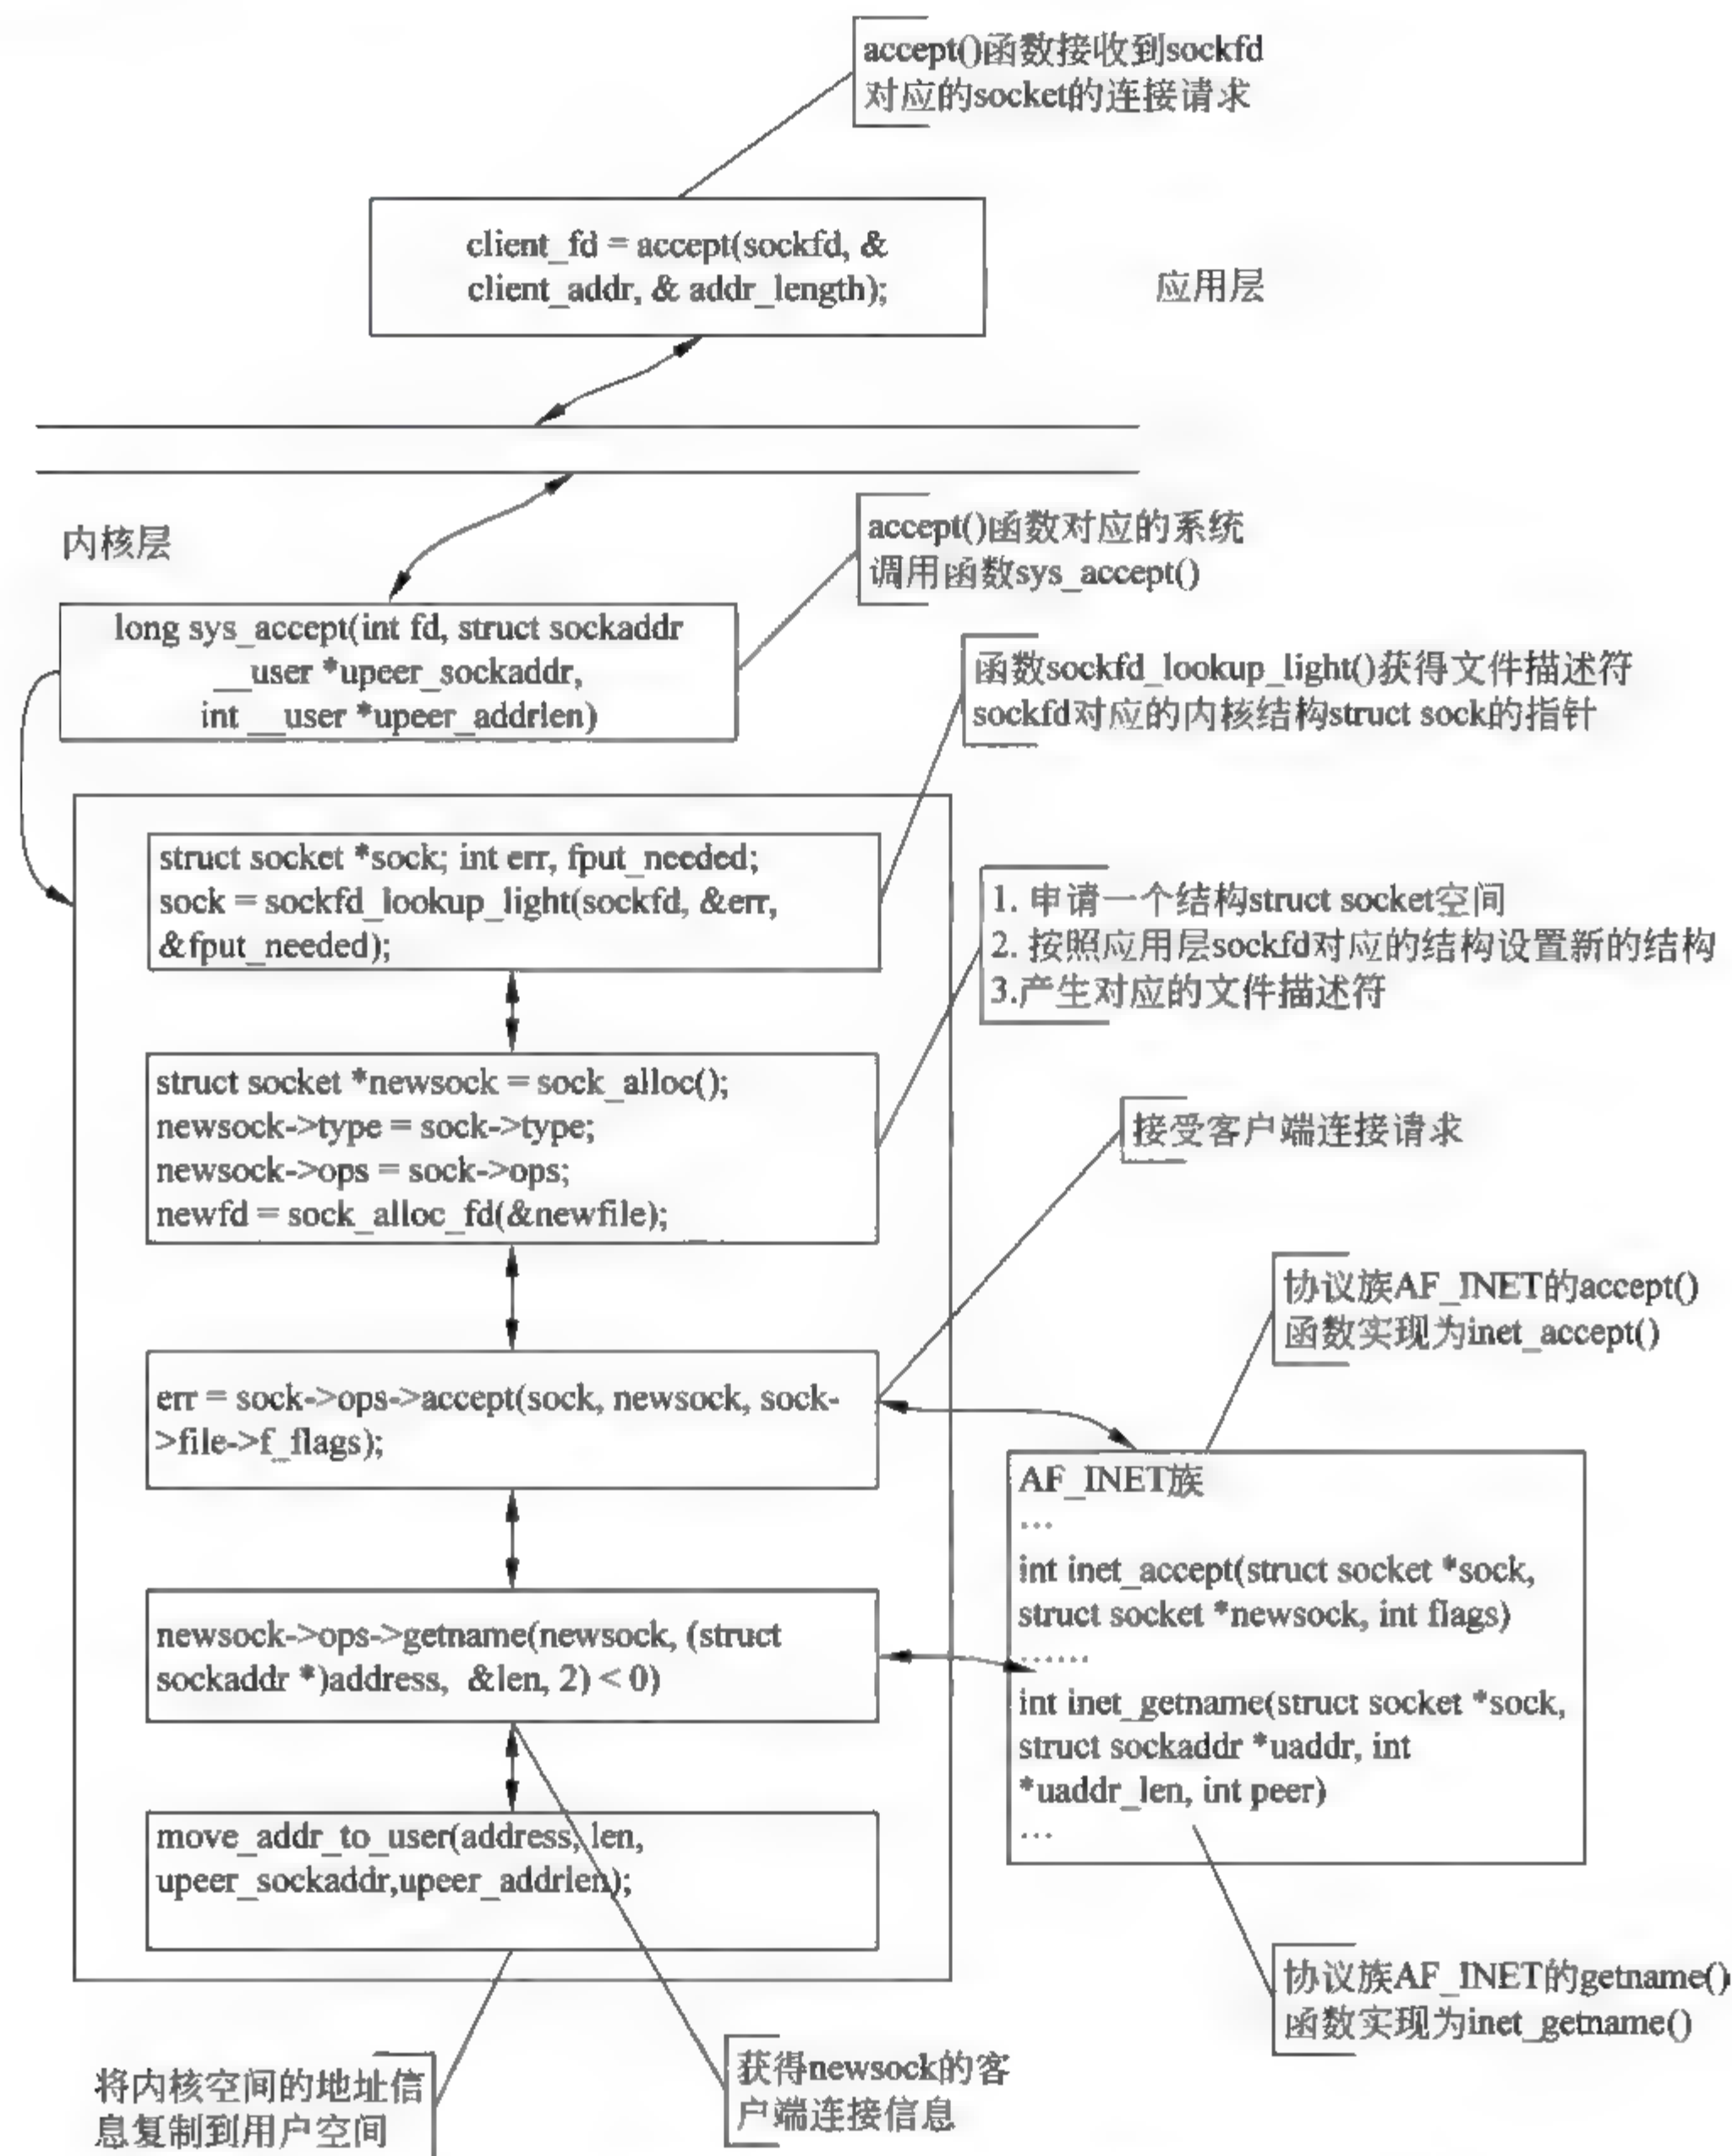 accept()函数接收到sockfd
对应的socket的连接请求
client_fd = accept(sockfd, &
client_addr, & addr_length);
应用层
内核层
accept()函数对应的系统
调用函数sys_accept()
long sys_accept(int fd, struct sockaddr
__user *upeer_sockaddr,
int __user *upeer_addrlen)
函数sockfd_lookup_light()获得文件描述符
sockfd对应的内核结构struct sock的指针
struct socket *sock; int err, fput_needed;
sock = sockfd_lookup_light(sockfd, &err,
&fput_needed);
1. 申请一个结构struct socket空间
2. 按照应用层sockfd对应的结构设置新的结构
3.产生对应的文件描述符
struct socket *newsock = sock_alloc();
newsock->type = sock->type;
newsock->ops = sock->ops;
newfd = sock_alloc_fd(&newfile);
接受客户端连接请求
协议族AF_INET的accept()
函数实现为inet_accept()
err = sock->ops->accept(sock, newsock, sock-
>file->f_flags);
AF_INET族
…
int inet_accept(struct socket *sock,
struct socket *newsock, int flags)
……
int inet_getname(struct socket *sock,
struct sockaddr *uaddr, int
*uaddr_len, int peer)
…
newsock->ops->getname(newsock, (struct
sockaddr *)address, &len, 2) < 0)
move_addr_to_user(address, len,
upeer_sockaddr,upeer_addrlen);
协议族AF_INET的getname()
函数实现为inet_getname()
获得newsock的客
户端连接信息
将内核空间的地址信
息复制到用户空间